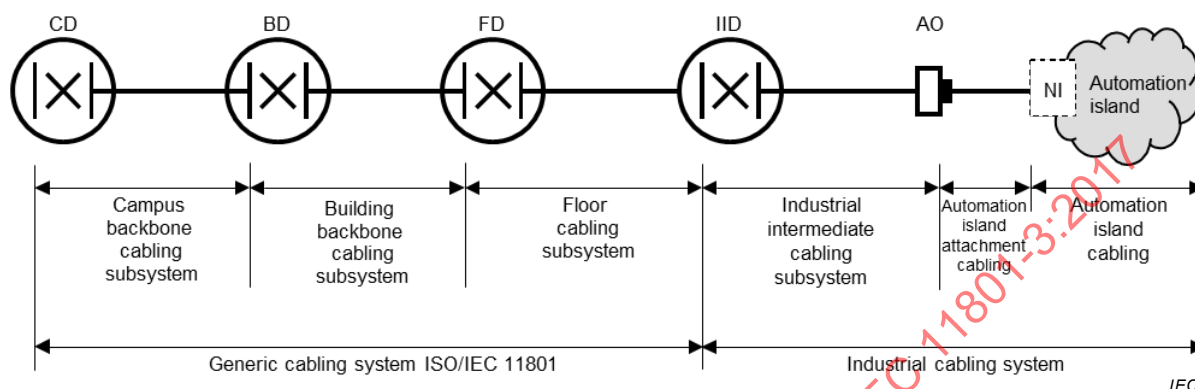 CD BD FD IID AO
NI
Automation
island
Campus
backbone
cabling
subsystem
Building
backbone
cabling
subsystem
Floor
cabling
subsystem
Industrial
intermediate
cabling
subsystem
Automation
island
attachment
cabling
Automation
island
cabling
Generic cabling system ISO/IEC 11801
Industrial cabling system
IEC
EC 11801-3:2017